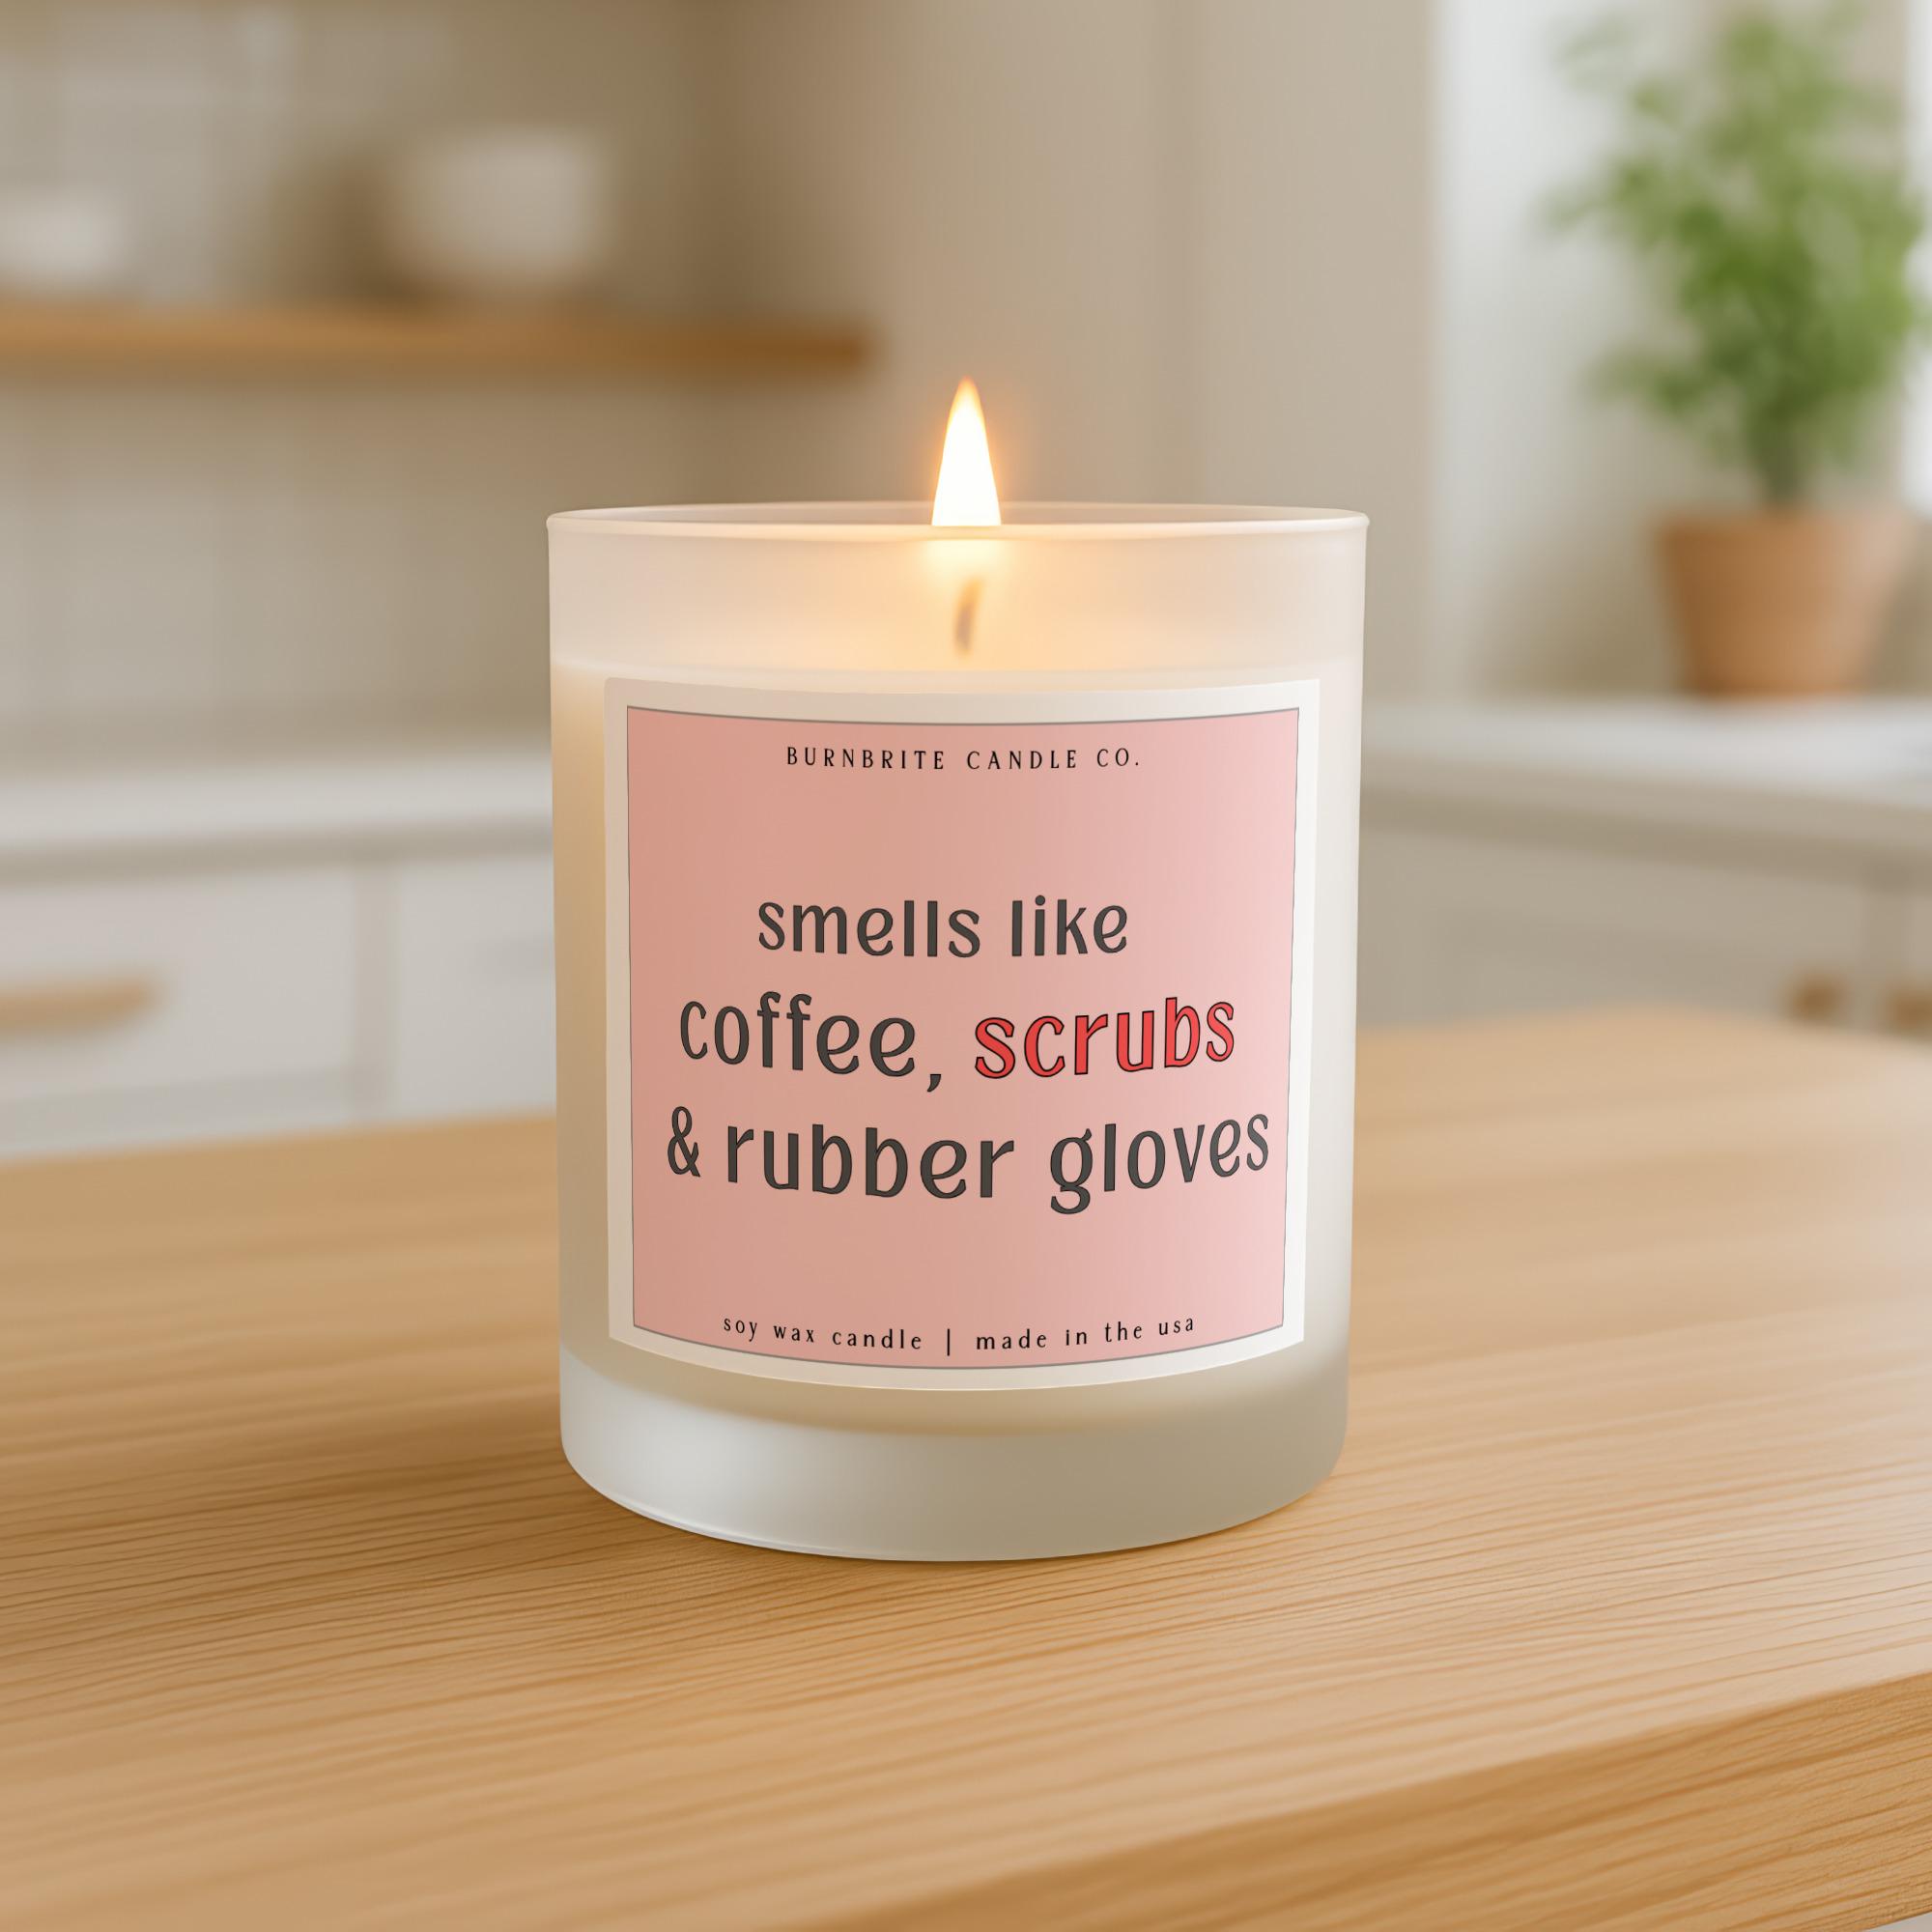 BURNBRITE CANDLE CO.
smells like
coffee, scrubs
& rubber gloves
soy wax candle | made in the usa